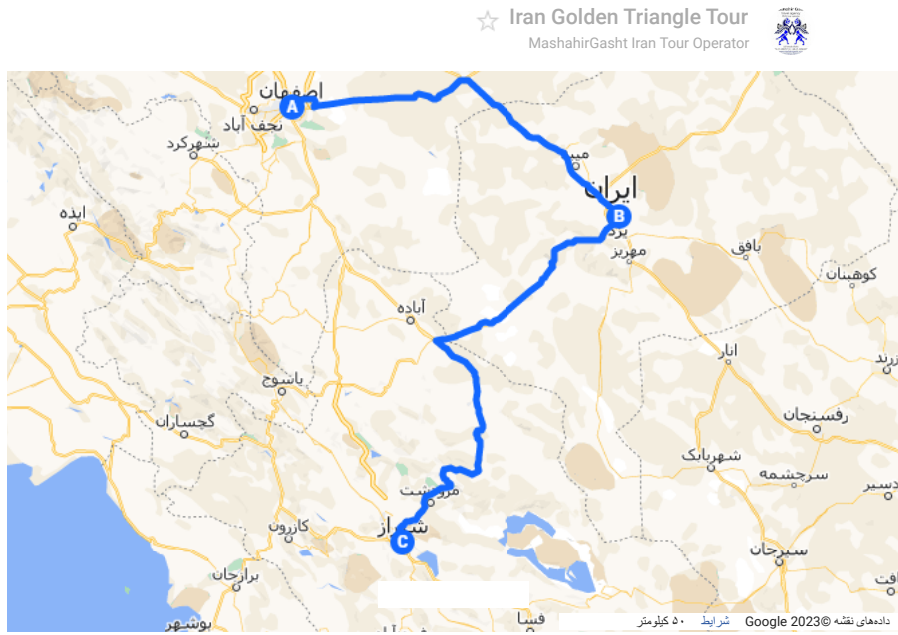 Iran Golden Triangle Tour
MashahirGasht Iran Tour Operator
اصفهان
A
نجف آباد
شهرکرد
ایذه
ایران
B
مهریز
بافق
کوهبنان
آباده
انار
زرند
یاسوج
گچساران
رفسنجان
شهربابک
سرچشمه
مرودشت
شیراز
C
کازرون
سیرجان
برازجان
بوشهر
فسا
داده‌های نقشه ©2023 Google
شرایط
۵۰ کیلومتر